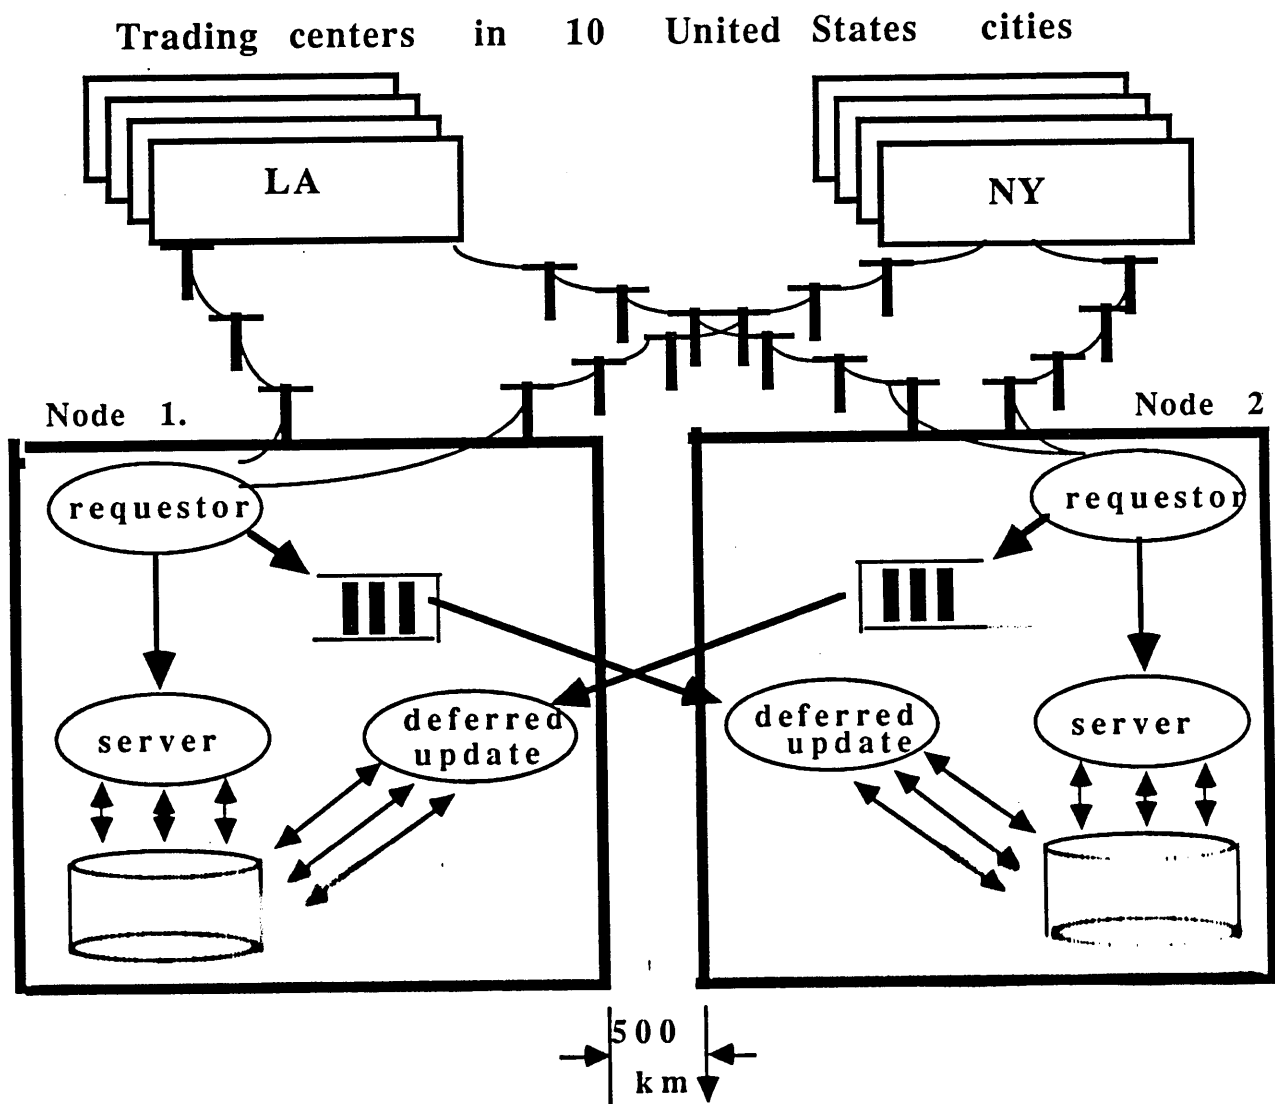 Trading centers in 10 United States cities
LA
NY
Node 1.
Node 2
requestor
requestor
server
deferred
update
deferred
update
server
500
km